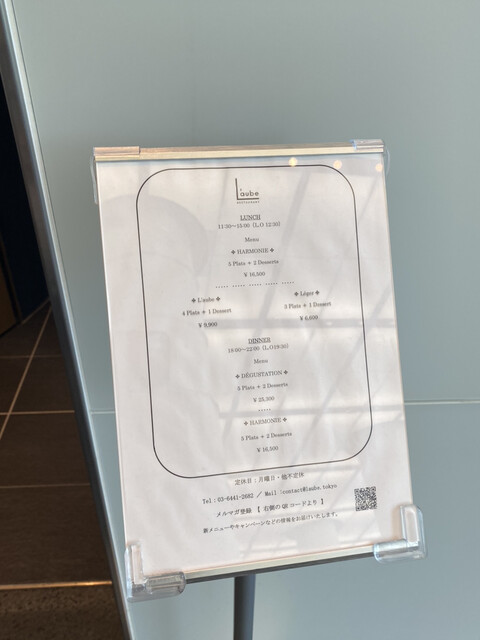 L'aube
RESTAURANT
LUNCH
11:30～15:00 (L.O 12:30)
Menu
✤ HARMONIE ✤
5 Plats + 2 Desserts
¥ 16,500
✤ L'aube ✤
4 Plats + 1 Dessert
¥ 9,900
✤ Léger ✤
3 Plats + 1 Dessert
¥ 6,600
DINNER
18:00～22:00 (L.O19:30)
Menu
✤ DÉGUSTATION ✤
Plats + 2 Desserts
✤ HARMONIE ✤
5 Plats + 2 Desserts
¥ 16,500
定休日：月曜日・他不定休
Tel：03-6441-2682 ／ Mail :contact@laube.tokyo
メルマガ登録 【 右側のQRコードより 】
新メニューやキャンペーンなどの情報をお届けいたします。